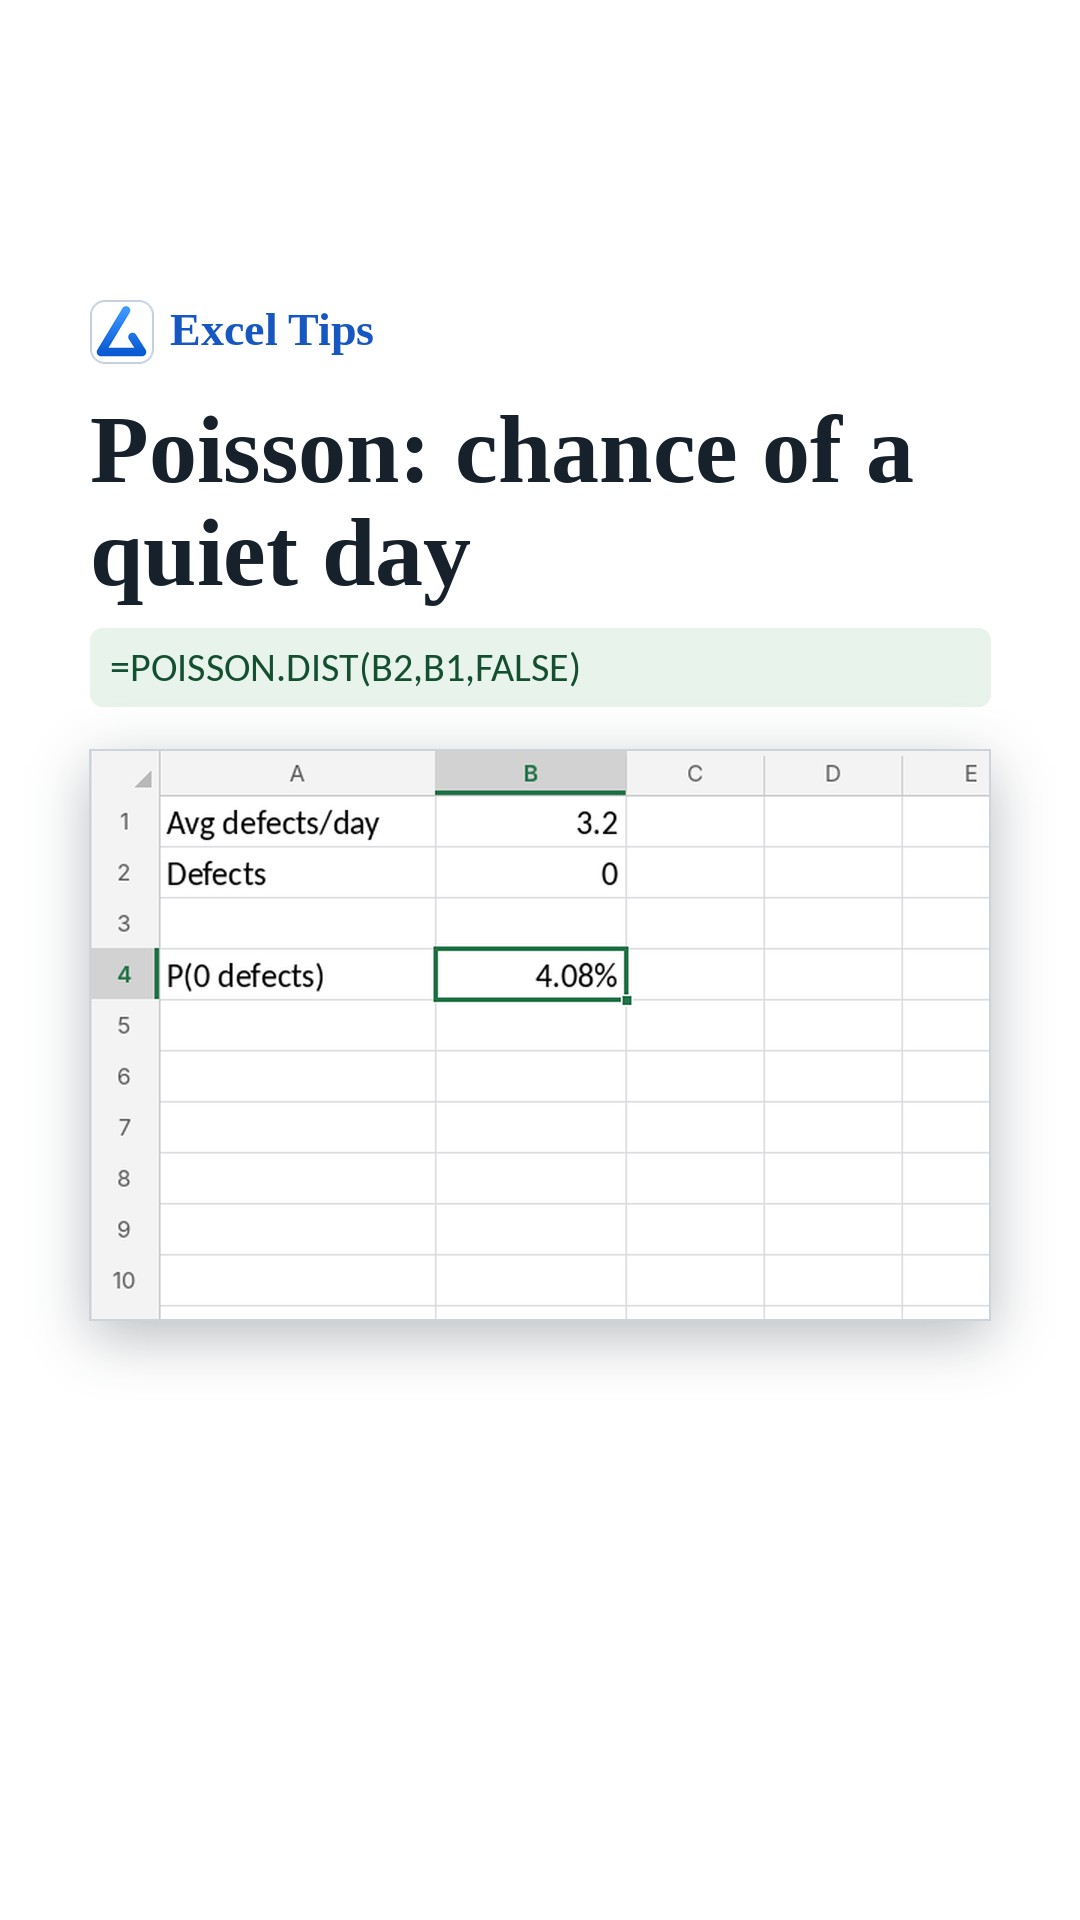 Excel Tips
Poisson: chance of a
quiet day
=POISSON.DIST(B2,B1,FALSE)
A B C D E
1 Avg defects/day 3.2
2 Defects 0
3
4 P(0 defects) 4.08%
5
6
7
8
9
10